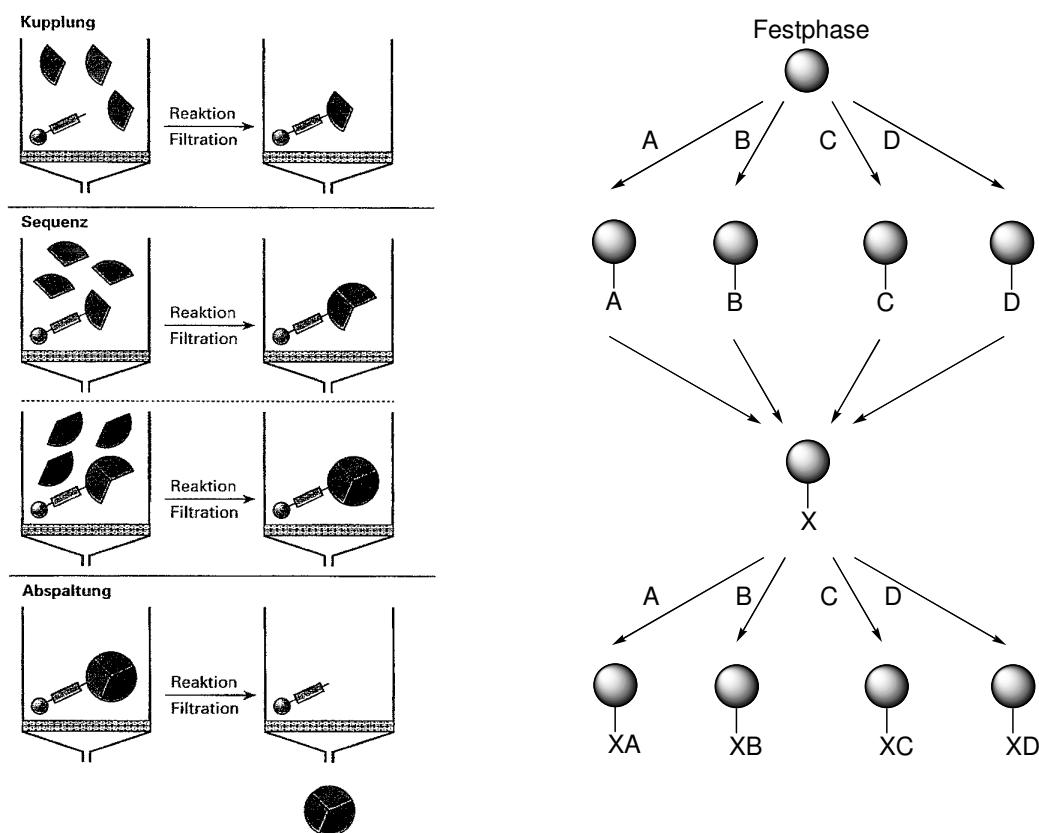 Kupplung
Reaktion
Filtration
Sequenz
Reaktion
Filtration
Reaktion
Filtration
Abspaltung
Reaktion
Filtration
Festphase
A B C D
A B C D
X
A B C D
XA XB XC XD